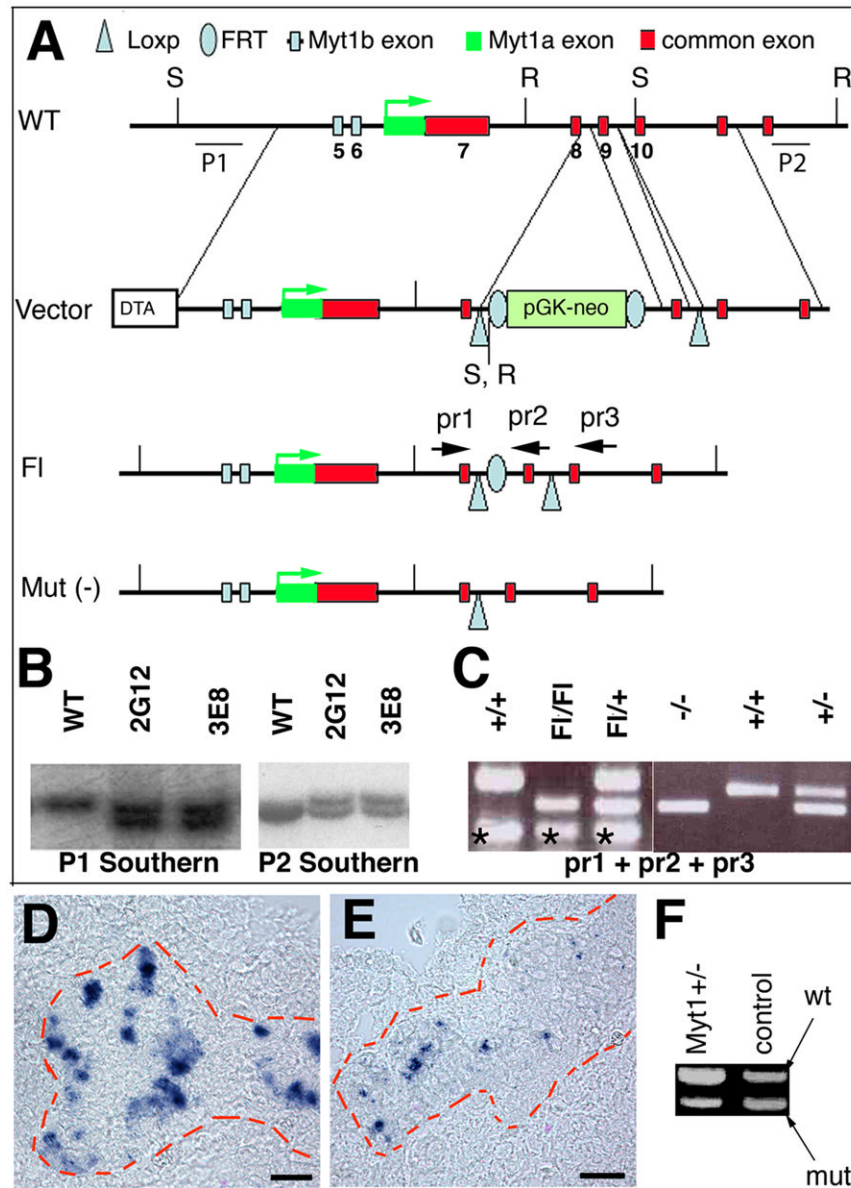 A
Loxp FRT Myt1b exon Myt1a exon common exon
S R S R
WT
P1 5 6 7 8 9 10 P2
Vector DTA pGK-neo
S, R
pr1 pr2 pr3
Fl
Mut (-)
B
WT 2G12 3E8 WT 2G12 3E8
P1 Southern P2 Southern
C
+/+ Fl/Fl Fl/+ -/- +/+ +/-
* * *
pr1 + pr2 + pr3
D
E
F
Myt1+/- control
wt
mut